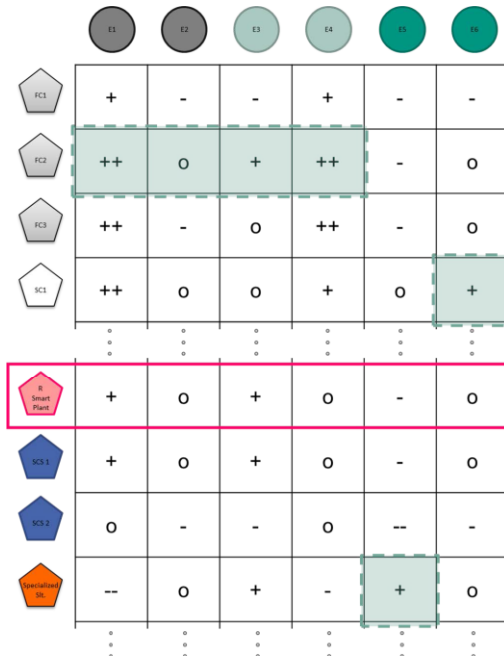 E1 E2 E3 E4 E5 E6
FC1 + - - + - -
FC2 ++ o + ++ - o
FC3 ++ - o ++ - o
SC1 ++ o o + o +
R
Smart
Plant
+ o + o - o
SCS 1 + o + o - o
SCS 2 o - - o -- -
Specialized
SIL
-- o + - + o